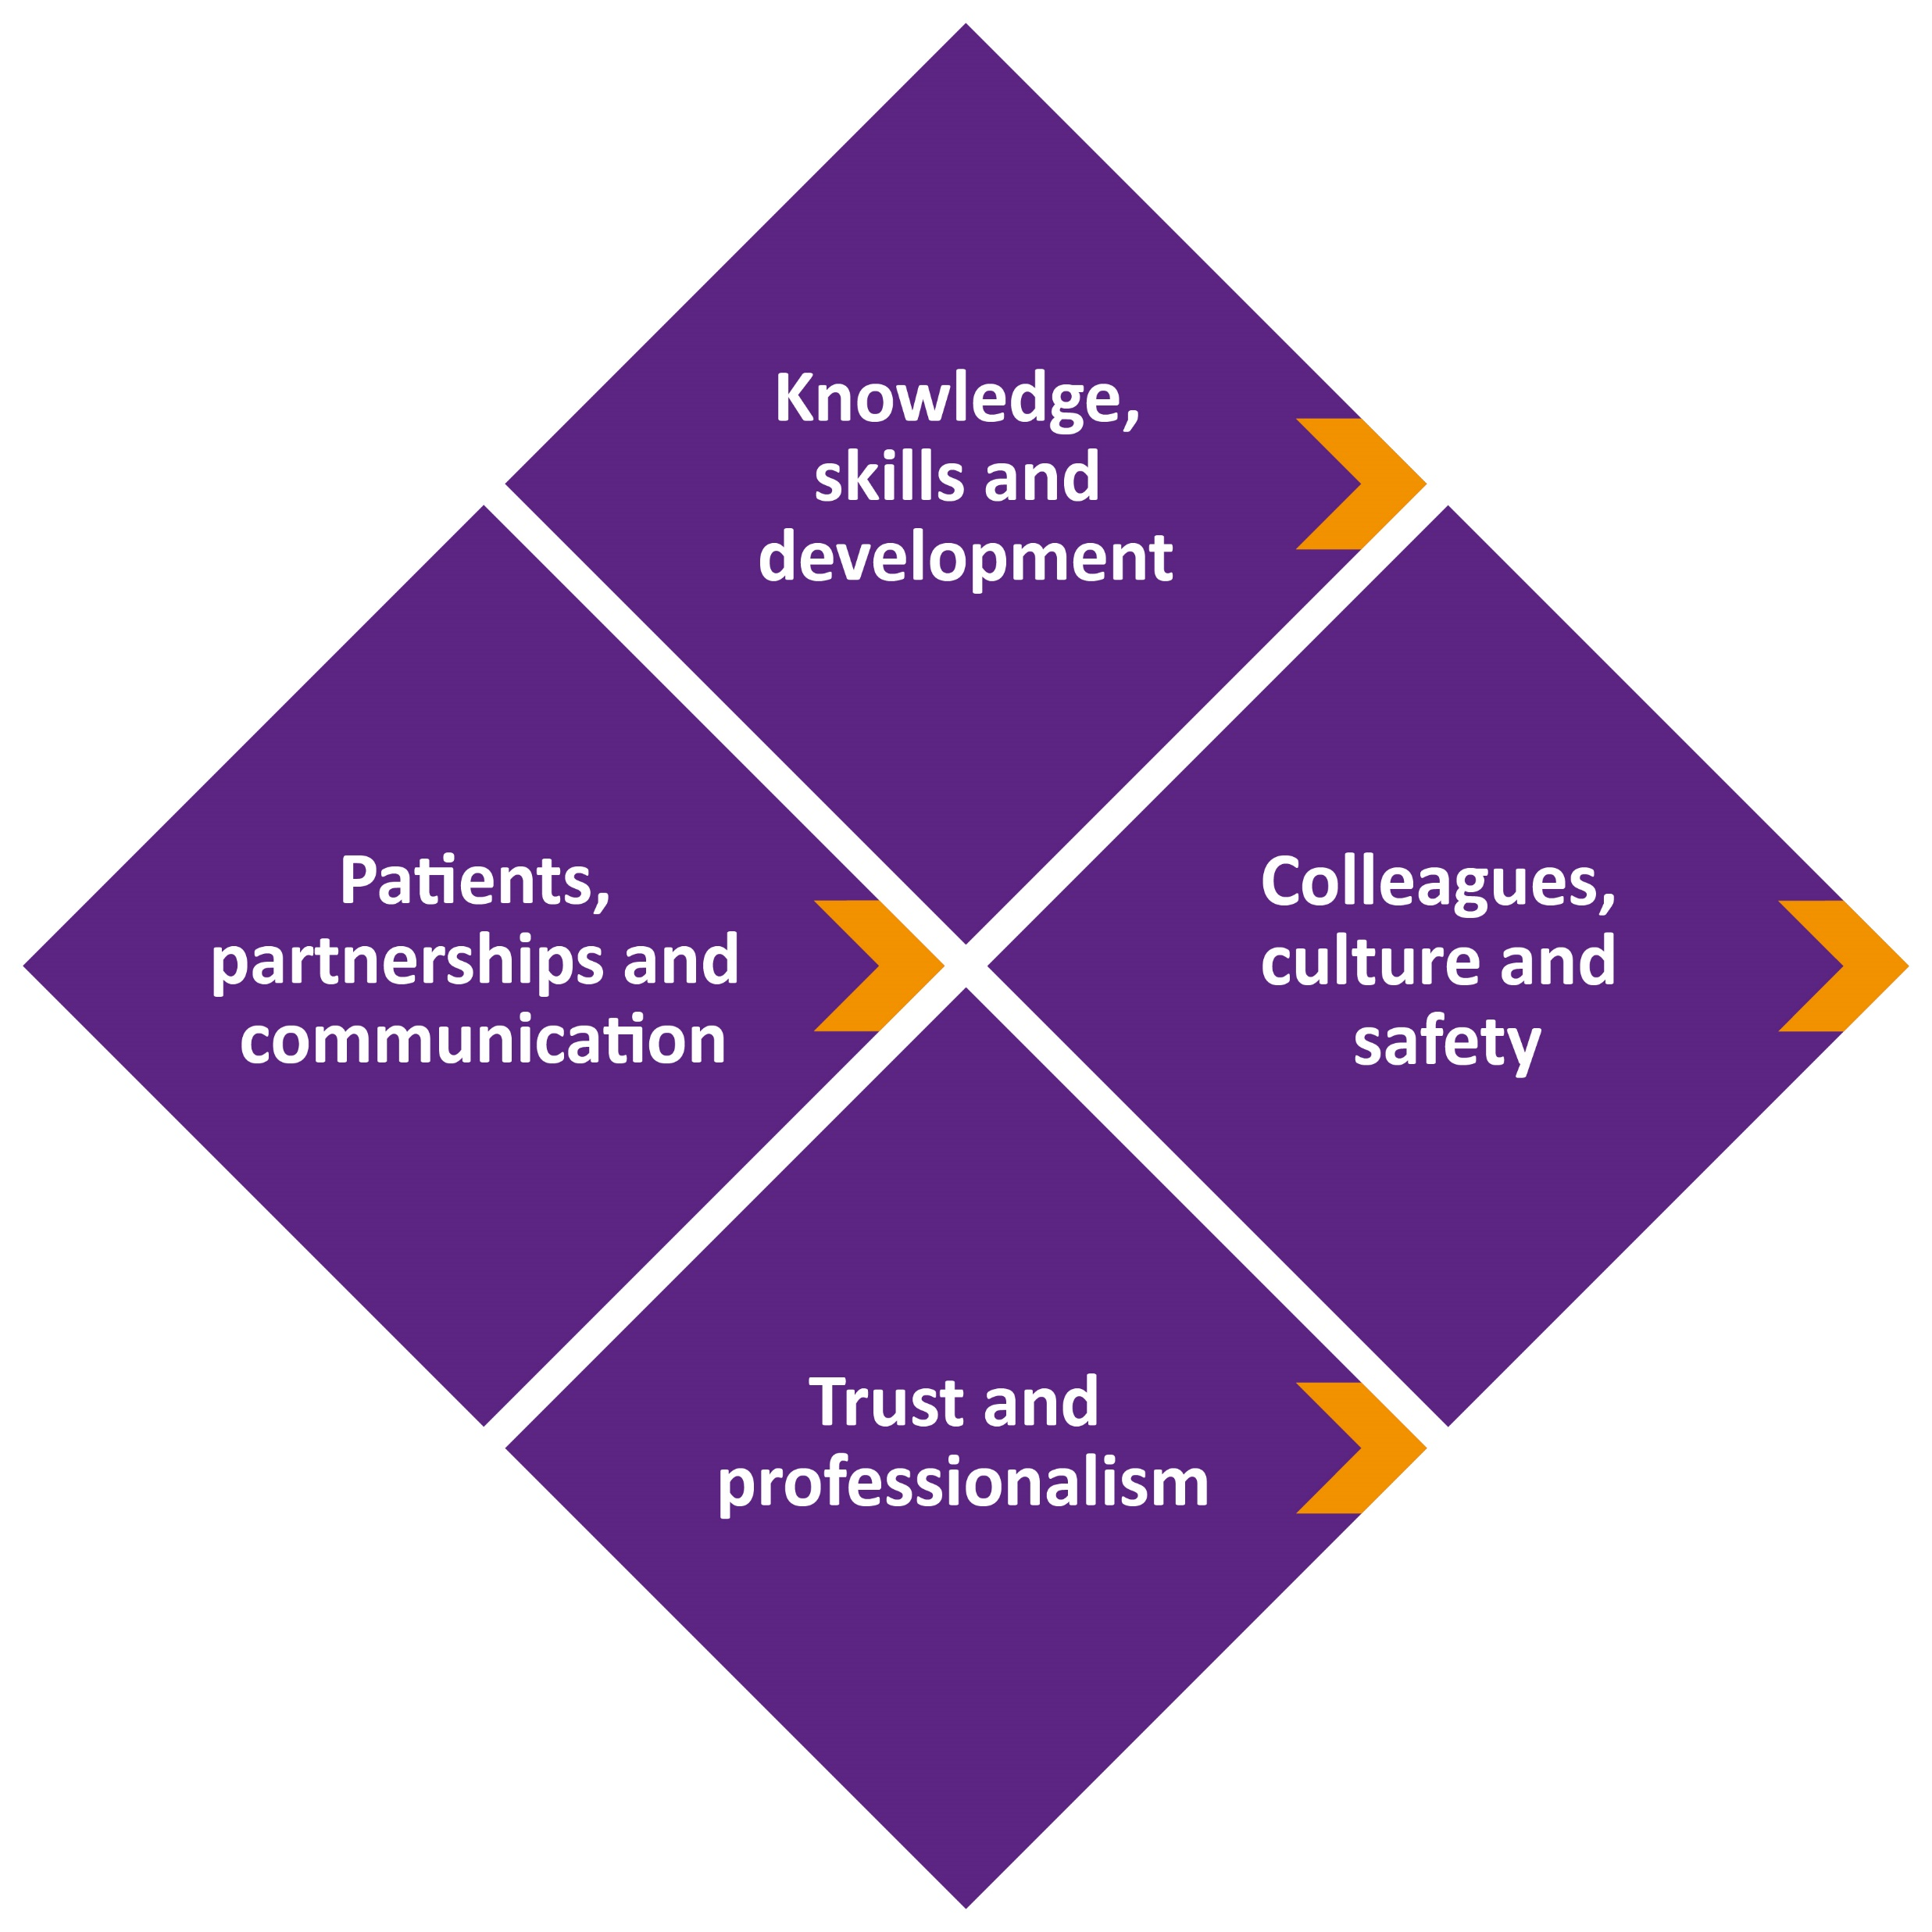 Knowledge,
skills and
development
Patients,
partnerships and
communication
Colleagues,
culture and
safety
Trust and
professionalism